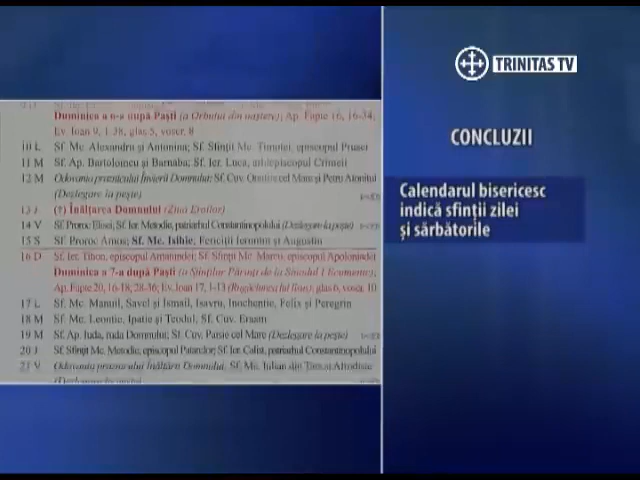 TRINITAS TV
CONCLUZII
Calendarul bisericesc
indică sfinții zilei
și sărbătorile
Duminica a 6-a după Paști (a Orbului din naștere); Ap. Fapte 16, 16-34;
Ev. Ioan 9, 1-38, glas 5, voscr. 8
10 L Sf. Mc. Alexandru și Antonina; Sf. Sfințit Mc. Timotei, episcopul Prusei
11 M Sf. Ap. Bartolomeu și Barnaba; Sf. Ier. Luca, arhiepiscopul Crimeii
12 M Odovania praznicului Învierii Domnului; Sf. Cuv. Onufrie cel Mare și Petru Atonitul
(Dezlegare la pește)
13 J (†) Înălțarea Domnului (Ziua Eroilor)
14 V Sf. Proroc Elisei; Sf. Ier. Metodie, patriarhul Constantinopolului (Dezlegare la pește)
15 S Sf. Proroc Amos; Sf. Mc. Isihie, Fericiții Ieronim și Augustin
16 D Sf. Ier. Tihon, episcopul Amatundei; Sf. Sfințit Mc. Marcu, episcopul Apoloniadei
Duminica a 7-a după Paști (a Sfinților Părinți de la Sinodul I Ecumenic);
Ap. Fapte 20, 16-18, 28-36; Ev. Ioan 17, 1-13 (Rugăciunea lui Iisus); glas 6, voscr. 10
17 L Sf. Mc. Manuil, Savel și Ismail, Isavru, Inochentie, Felix și Peregrin
18 M Sf. Mc. Leontie, Ipatie și Teodul, Sf. Cuv. Erasm
19 M Sf. Ap. Iuda, ruda Domnului; Sf. Cuv. Paisie cel Mare (Dezlegare la pește)
20 J Sf. Sfințit Mc. Metodie, episcopul Patarelor; Sf. Ier. Calist, patriarhul Constantinopolului
21 V Odovania praznicului Înălțării Domnului, Sf. Mc. Iulian din Tars